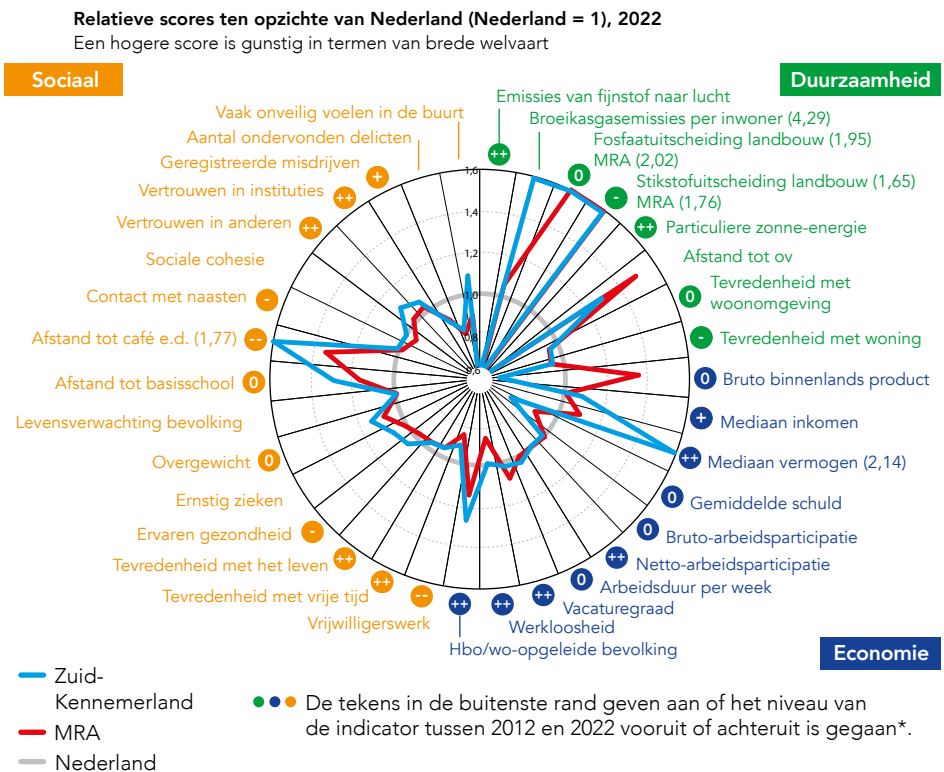 Relatieve scores ten opzichte van Nederland (Nederland = 1), 2022
Een hogere score is gunstig in termen van brede welvaart
Sociaal
Duurzaamheid
Emissies van fijnstof naar lucht
Broeikasgasemissies per inwoner (4,29)
Fosfaatuitscheiding landbouw (1,95)
MRA (2,02)
Stikstofuitscheiding landbouw (1,65)
MRA (1,76)
Particuliere zonne-energie
Afstand tot ov
Tevredenheid met
woonomgeving
Tevredenheid met woning
Bruto binnenlands product
Mediaan inkomen
Mediaan vermogen (2,14)
Gemiddelde schuld
Bruto-arbeidsparticipatie
Netto-arbeidsparticipatie
Arbeidsduur per week
Vacaturegraad
Werkloosheid
Hbo/wo-opgeleide bevolking
Vrijwilligerswerk
Tevredenheid met vrije tijd
Tevredenheid met het leven
Ervaren gezondheid
Ernstig zieken
Overgewicht
Levensverwachting bevolking
Afstand tot basisschool
Afstand tot café e.d. (1,77)
Contact met naasten
Sociale cohesie
Vertrouwen in anderen
Vertrouwen in instituties
Geregistreerde misdrijven
Aantal ondervonden delicten
Vaak onveilig voelen in de buurt
++
0
-
++
0
-
0
+
++
0
0
++
0
++
++
++
--
++
++
-
0
0
--
-
++
++
+
1,6
1,4
1,2
1,0
0,8
0,6
Economie
Zuid-
Kennemerland
MRA
Nederland
De tekens in de buitenste rand geven aan of het niveau van
de indicator tussen 2012 en 2022 vooruit of achteruit is gegaan*.